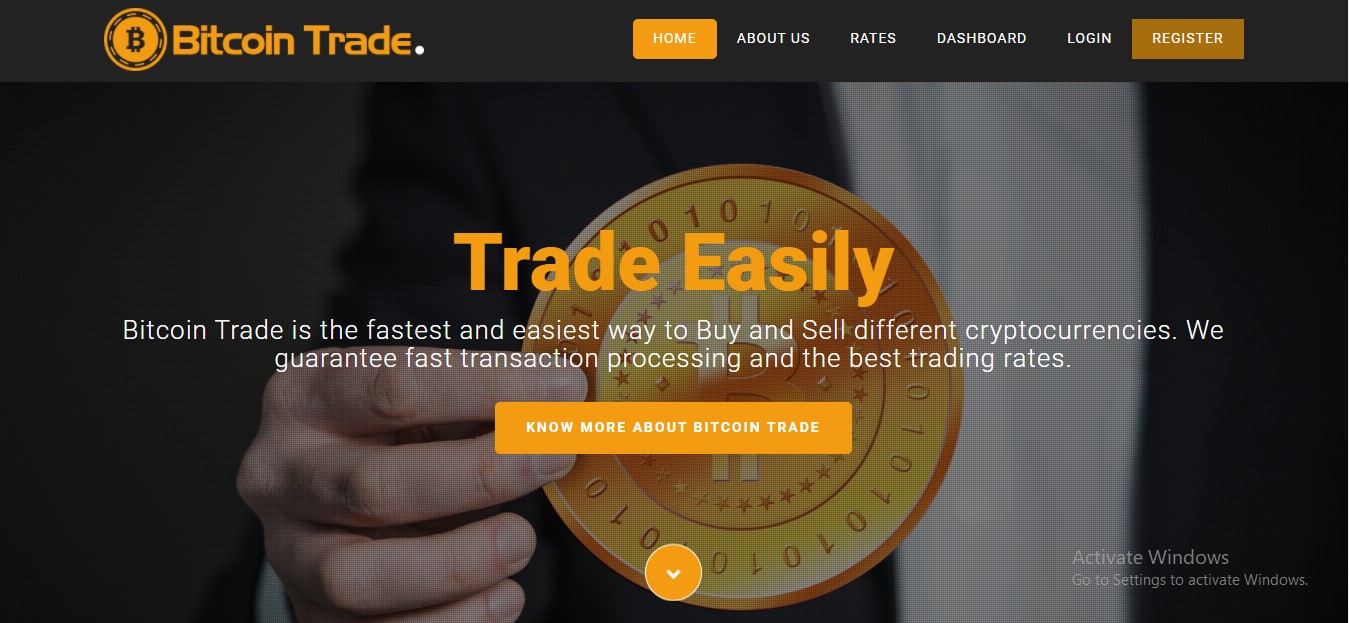 Bitcoin Trade.
HOME
ABOUT US
RATES
DASHBOARD
LOGIN
REGISTER
Trade Easily
Bitcoin Trade is the fastest and easiest way to Buy and Sell different cryptocurrencies. We
guarantee fast transaction processing and the best trading rates.
KNOW MORE ABOUT BITCOIN TRADE
Activate Windows
Go to Settings to activate Windows.